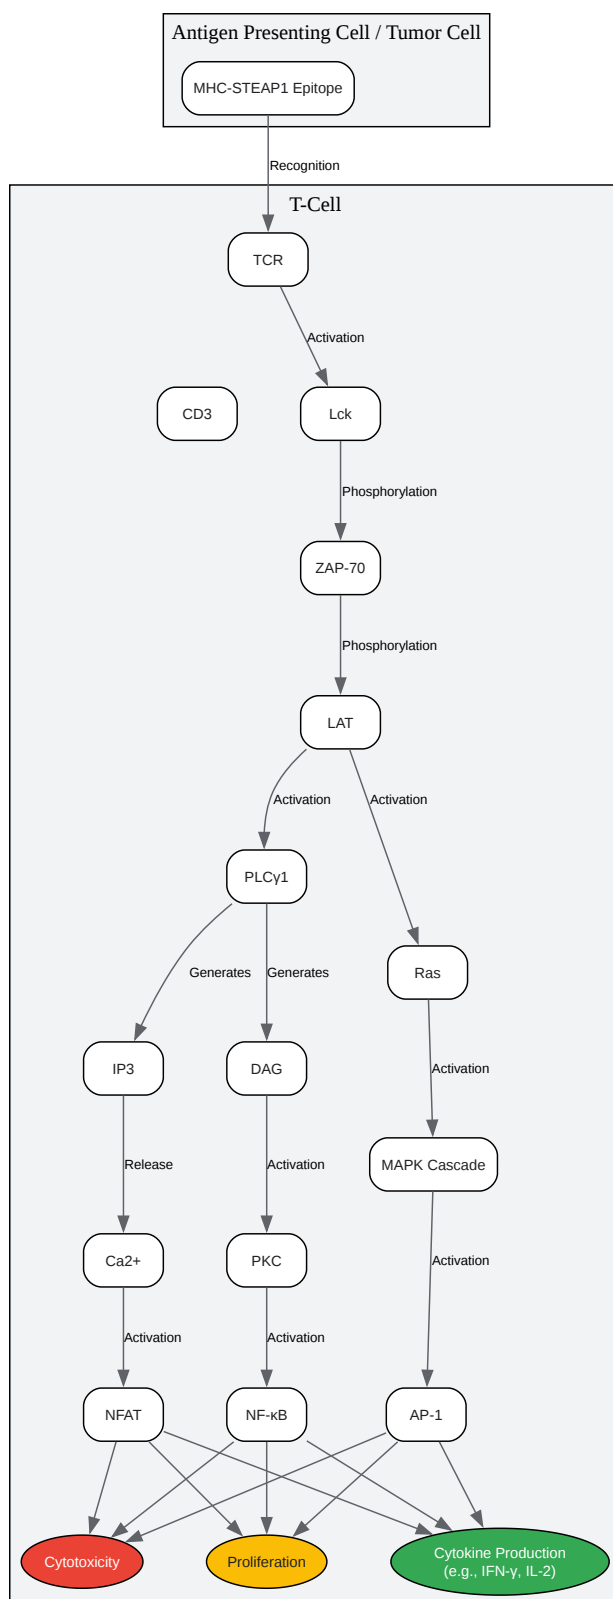 Antigen Presenting Cell / Tumor Cell
MHC-STEAP1 Epitope
Recognition
T-Cell
TCR
Activation
CD3
Lck
Phosphorylation
ZAP-70
Phosphorylation
LAT
Activation
Activation
PLCγ1
Generates
Generates
Ras
IP3
DAG
Activation
Release
Activation
MAPK Cascade
Ca2+
PKC
Activation
Activation
Activation
NFAT
NF-κB
AP-1
Cytotoxicity
Proliferation
Cytokine Production
(e.g., IFN-γ, IL-2)